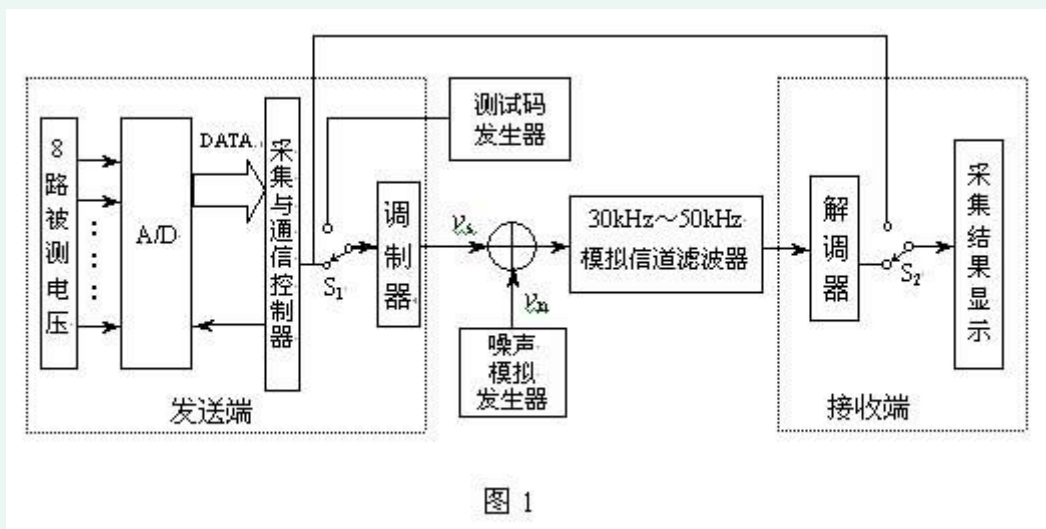 8路被测电压
A/D
DATA
采集与通信控制器
S1
调制器
发送端
测试码
发生器
νs
νn
噪声
模拟
发生器
30kHz～50kHz
模拟信道滤波器
解调器
S2
采集结果显示
接收端
图 1